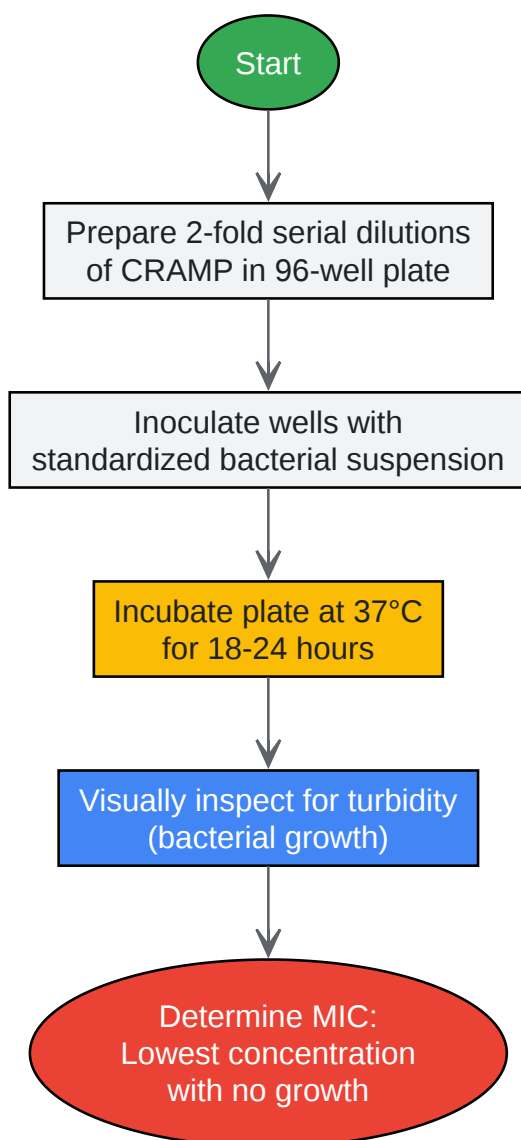 Start
Prepare 2-fold serial dilutions
of CRAMP in 96-well plate
Inoculate wells with
standardized bacterial suspension
Incubate plate at 37°C
for 18-24 hours
Visually inspect for turbidity
(bacterial growth)
Determine MIC:
Lowest concentration
with no growth